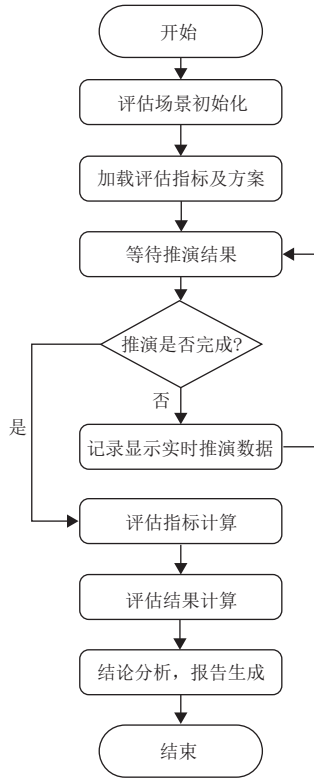 开始
评估场景初始化
加载评估指标及方案
等待推演结果
推演是否完成?
否
是
记录显示实时推演数据
评估指标计算
评估结果计算
结论分析，报告生成
结束